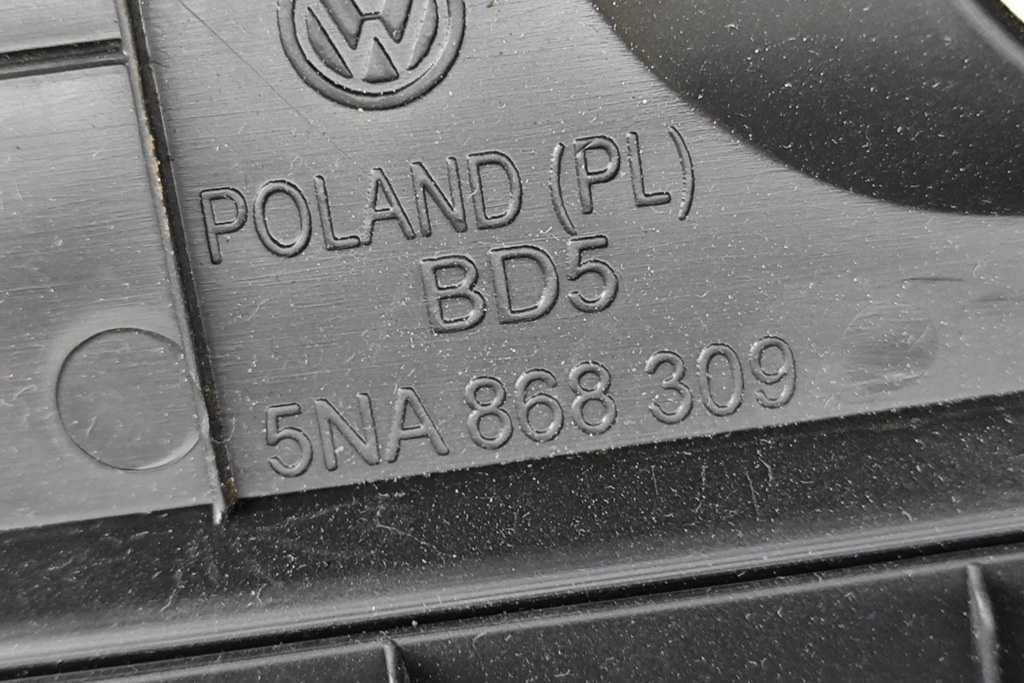 POLAND (PL)
BD5
5NA 868 309